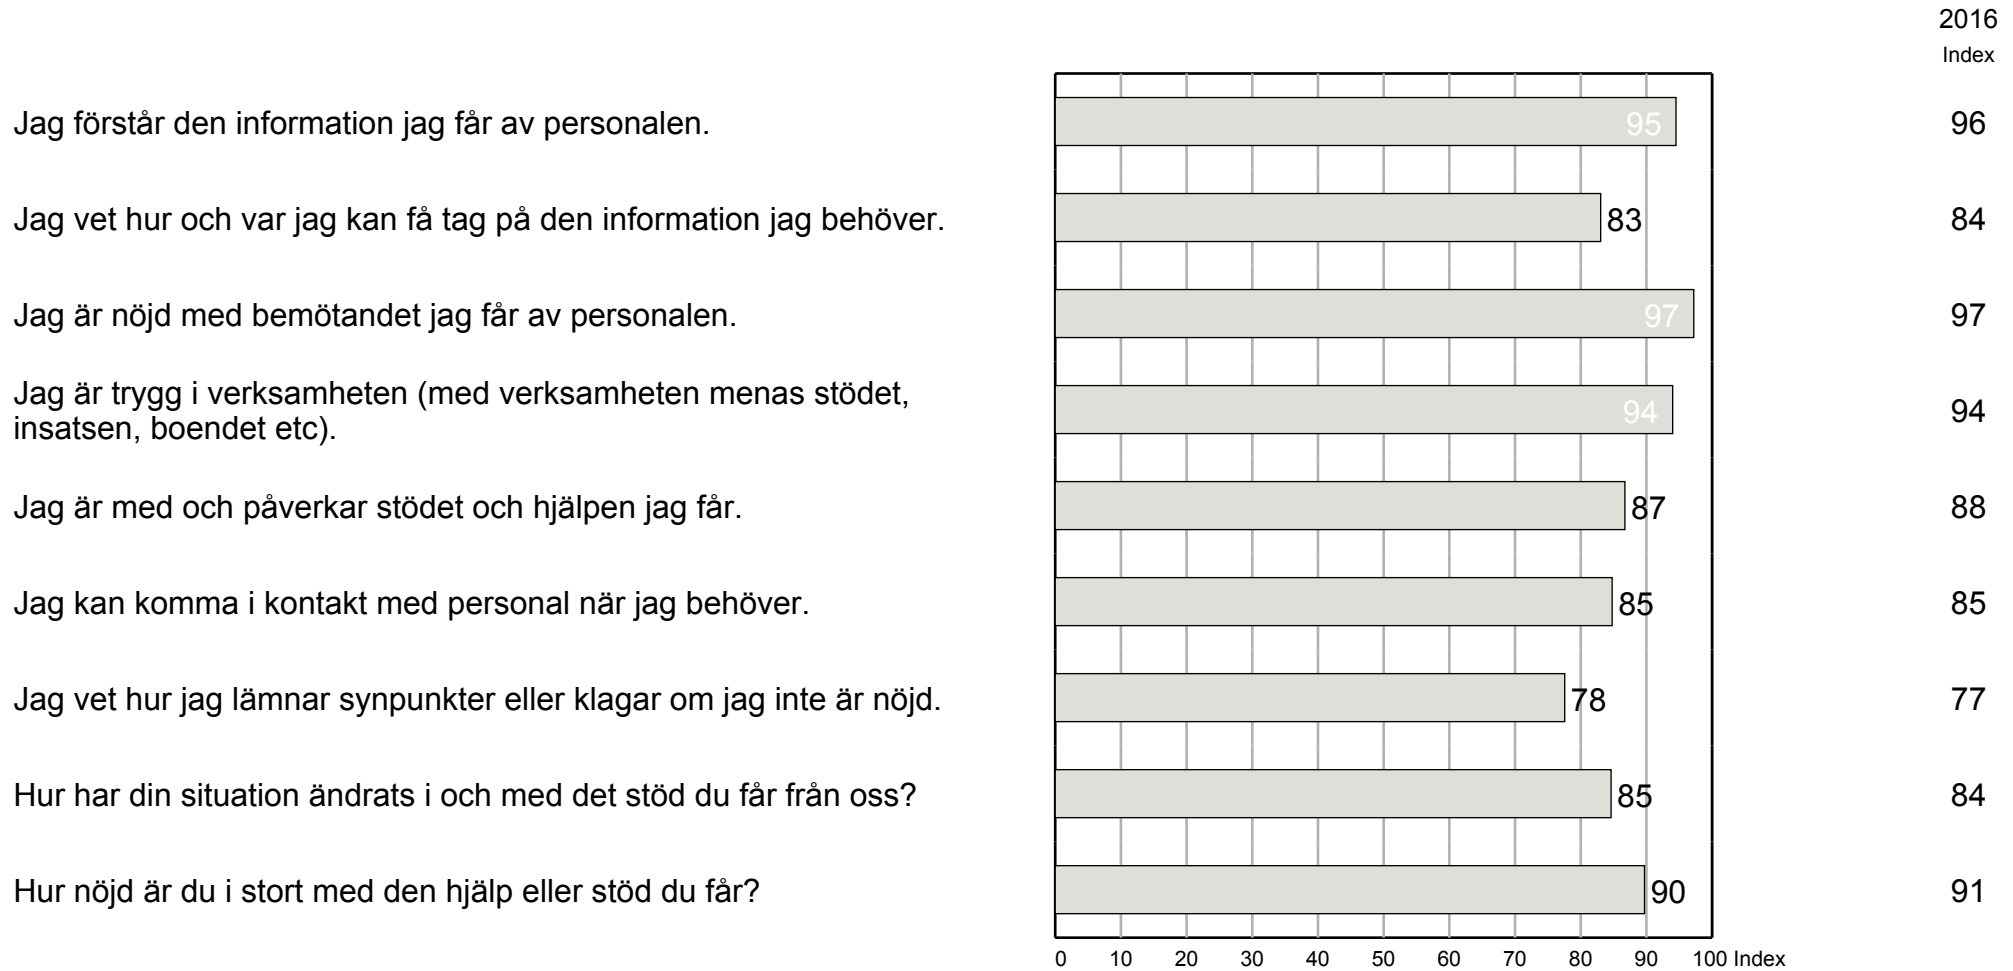 2016
Index
Jag förstår den information jag får av personalen. 95 96
Jag vet hur och var jag kan få tag på den information jag behöver. 83 84
Jag är nöjd med bemötandet jag får av personalen. 97 97
Jag är trygg i verksamheten (med verksamheten menas stödet,
insatsen, boendet etc). 94 94
Jag är med och påverkar stödet och hjälpen jag får. 87 88
Jag kan komma i kontakt med personal när jag behöver. 85 85
Jag vet hur jag lämnar synpunkter eller klagar om jag inte är nöjd. 78 77
Hur har din situation ändrats i och med det stöd du får från oss? 85 84
Hur nöjd är du i stort med den hjälp eller stöd du får? 90 91
0 10 20 30 40 50 60 70 80 90 100 Index